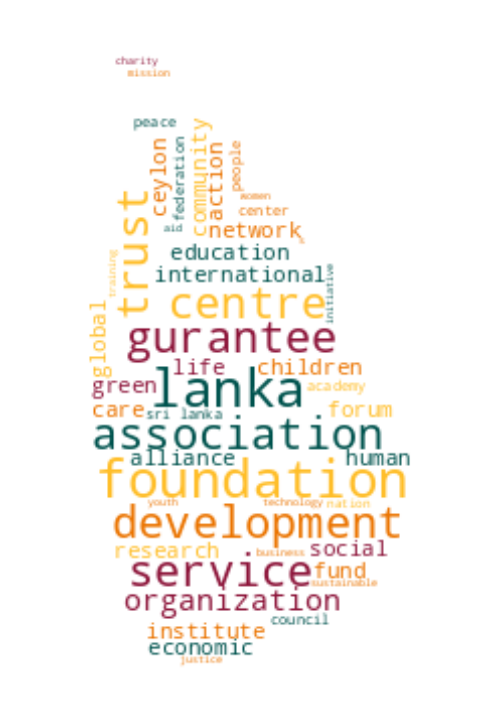 charity
mission
peace
community
federation
ceylon
action
people
women
center
trust
aid
network
education
international
training
initiative
centre
global
gurantee
life
children
green
lanka
academy
care
sri lanka
forum
association
alliance
human
foundation
youth
technology
nation
development
research
business
social
service
fund
sustainable
organization
council
institute
economic
justice